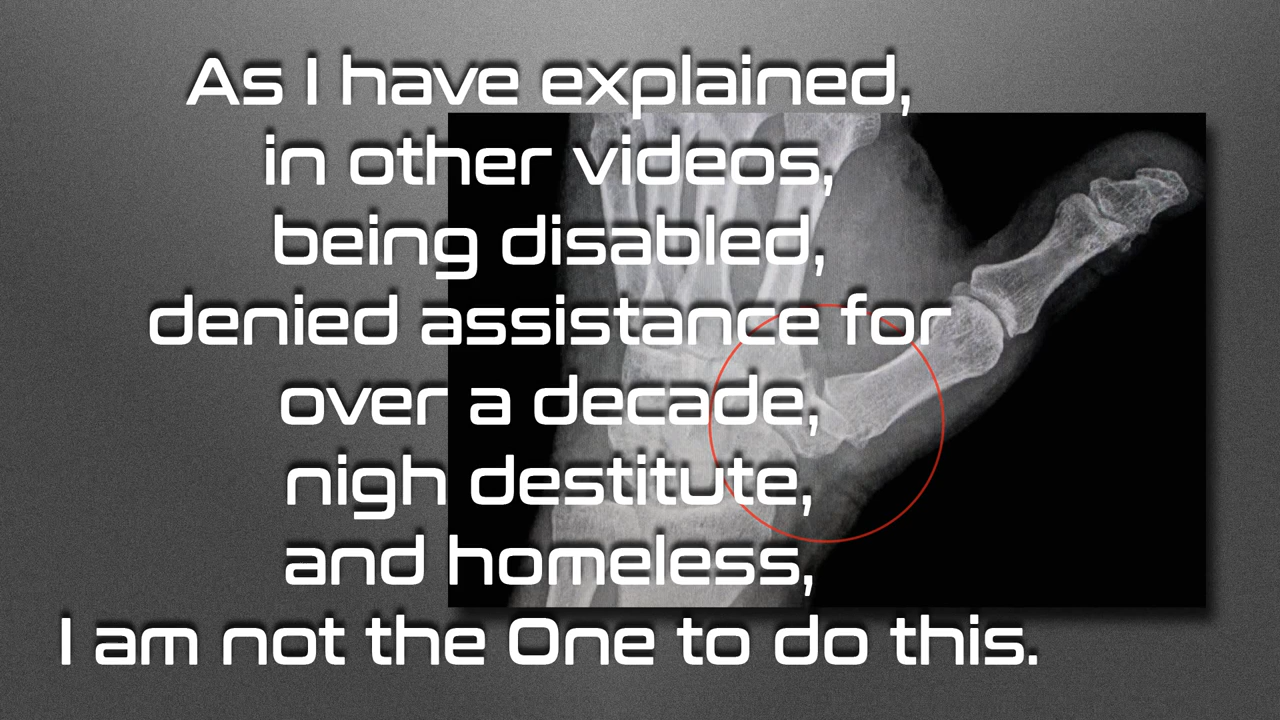 As I have explained,
in other videos,
being disabled,
denied assistance for
over a decade,
nigh destitute,
and homeless,
I am not the One to do this.